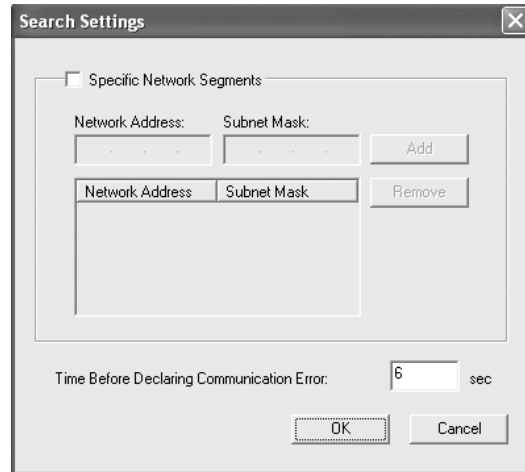 Search Settings
Specific Network Segments
Network Address: Subnet Mask:
Add
Network Address Subnet Mask
Remove
Time Before Declaring Communication Error: 6 sec
OK Cancel